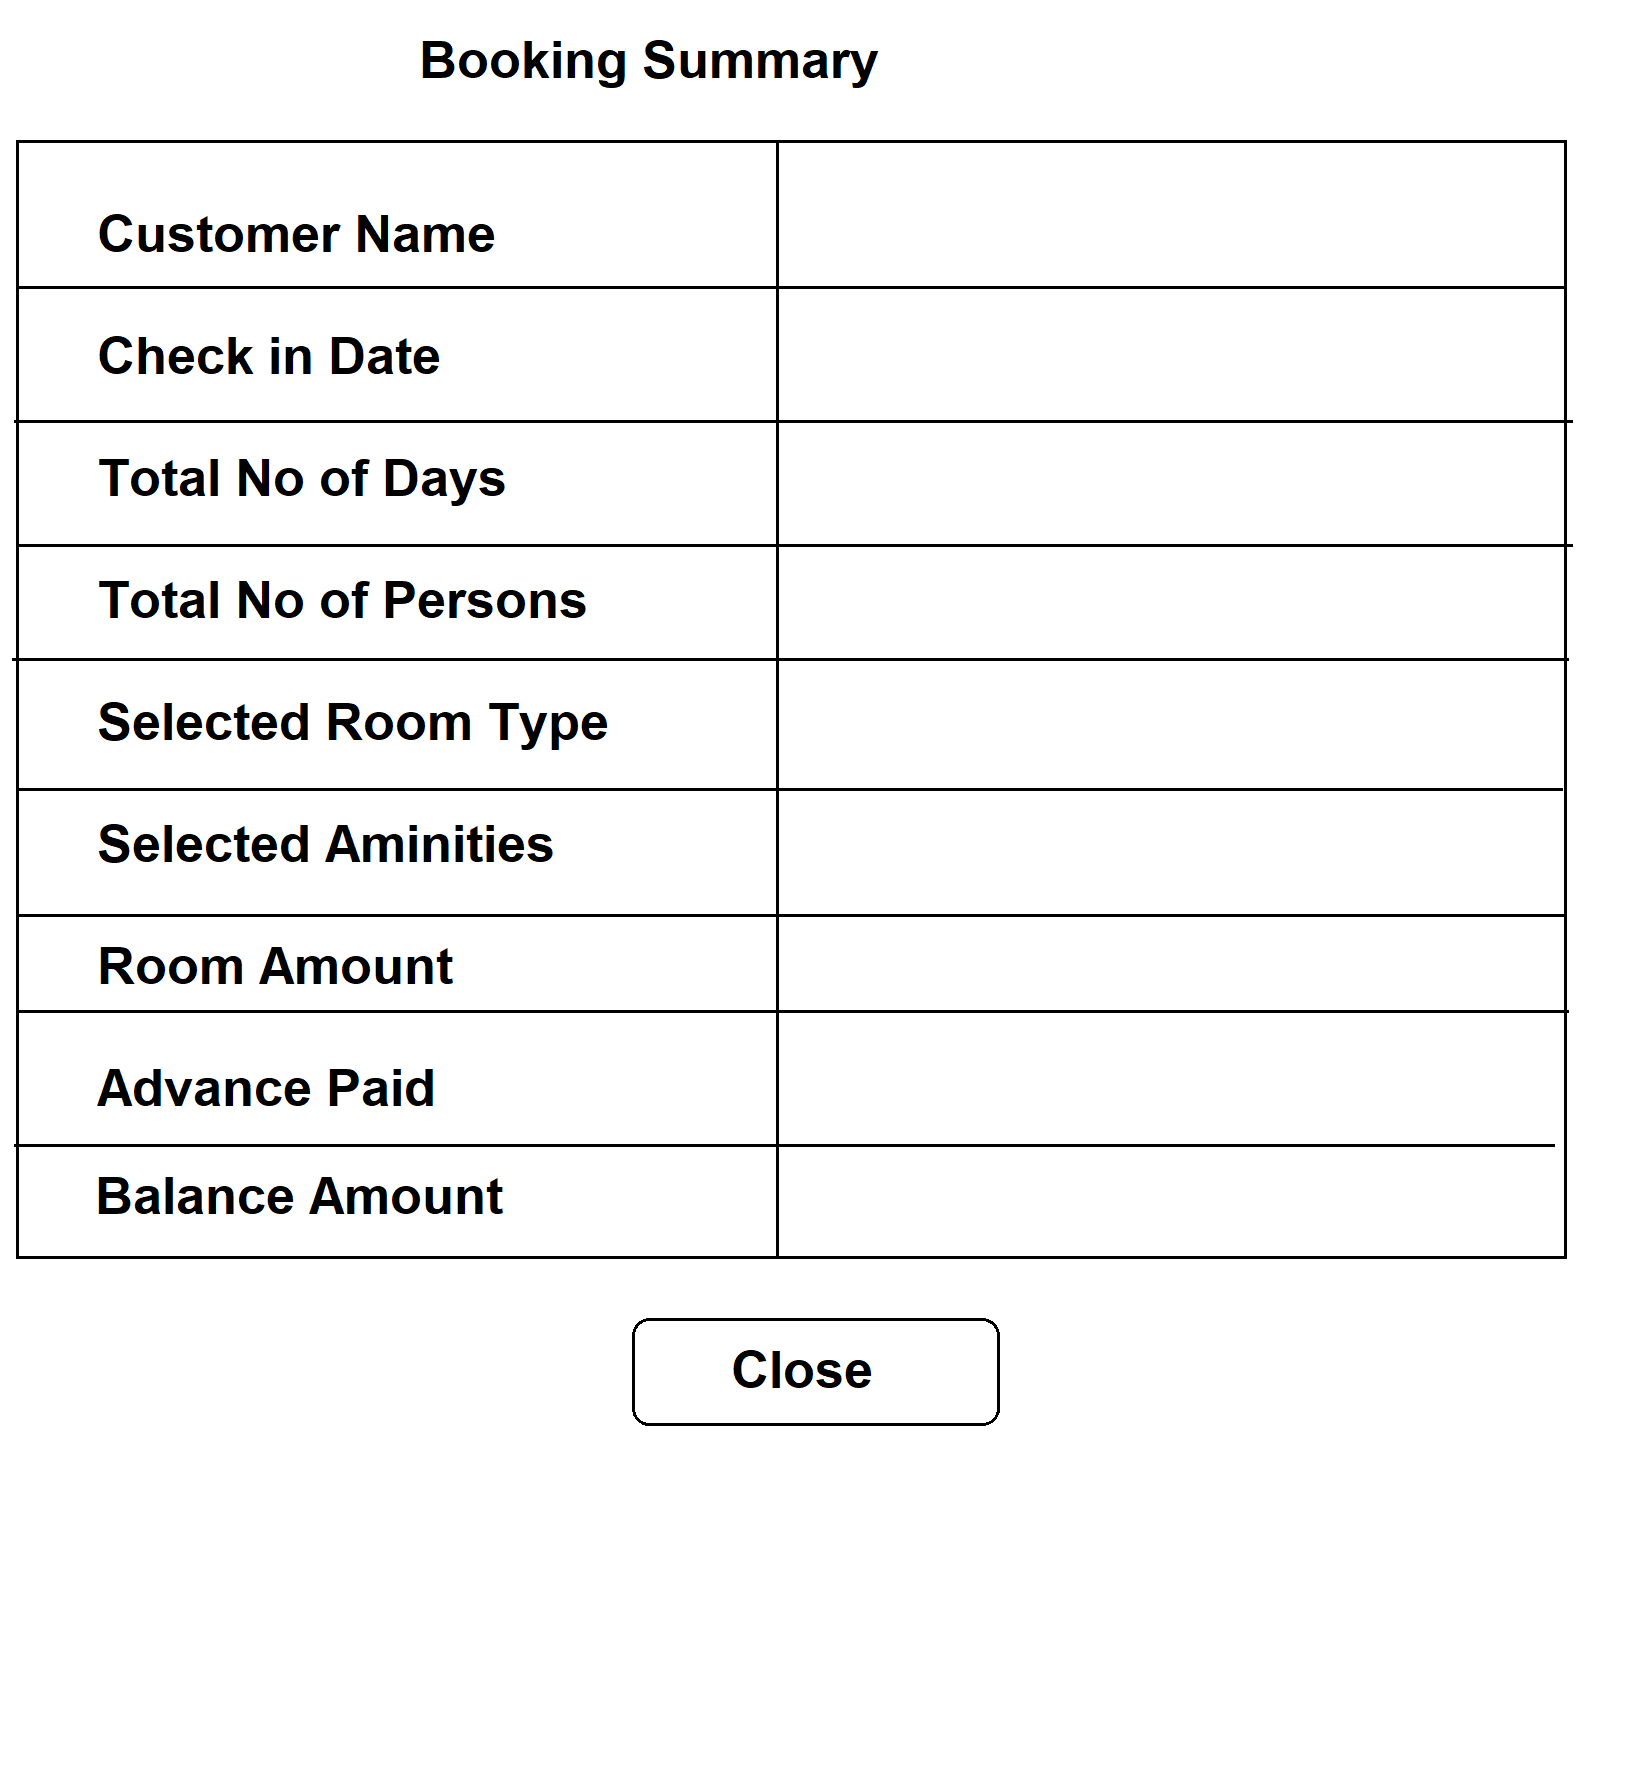 Booking Summary
Customer Name
Check in Date
Total No of Days
Total No of Persons
Selected Room Type
Selected Aminities
Room Amount
Advance Paid
Balance Amount
Close